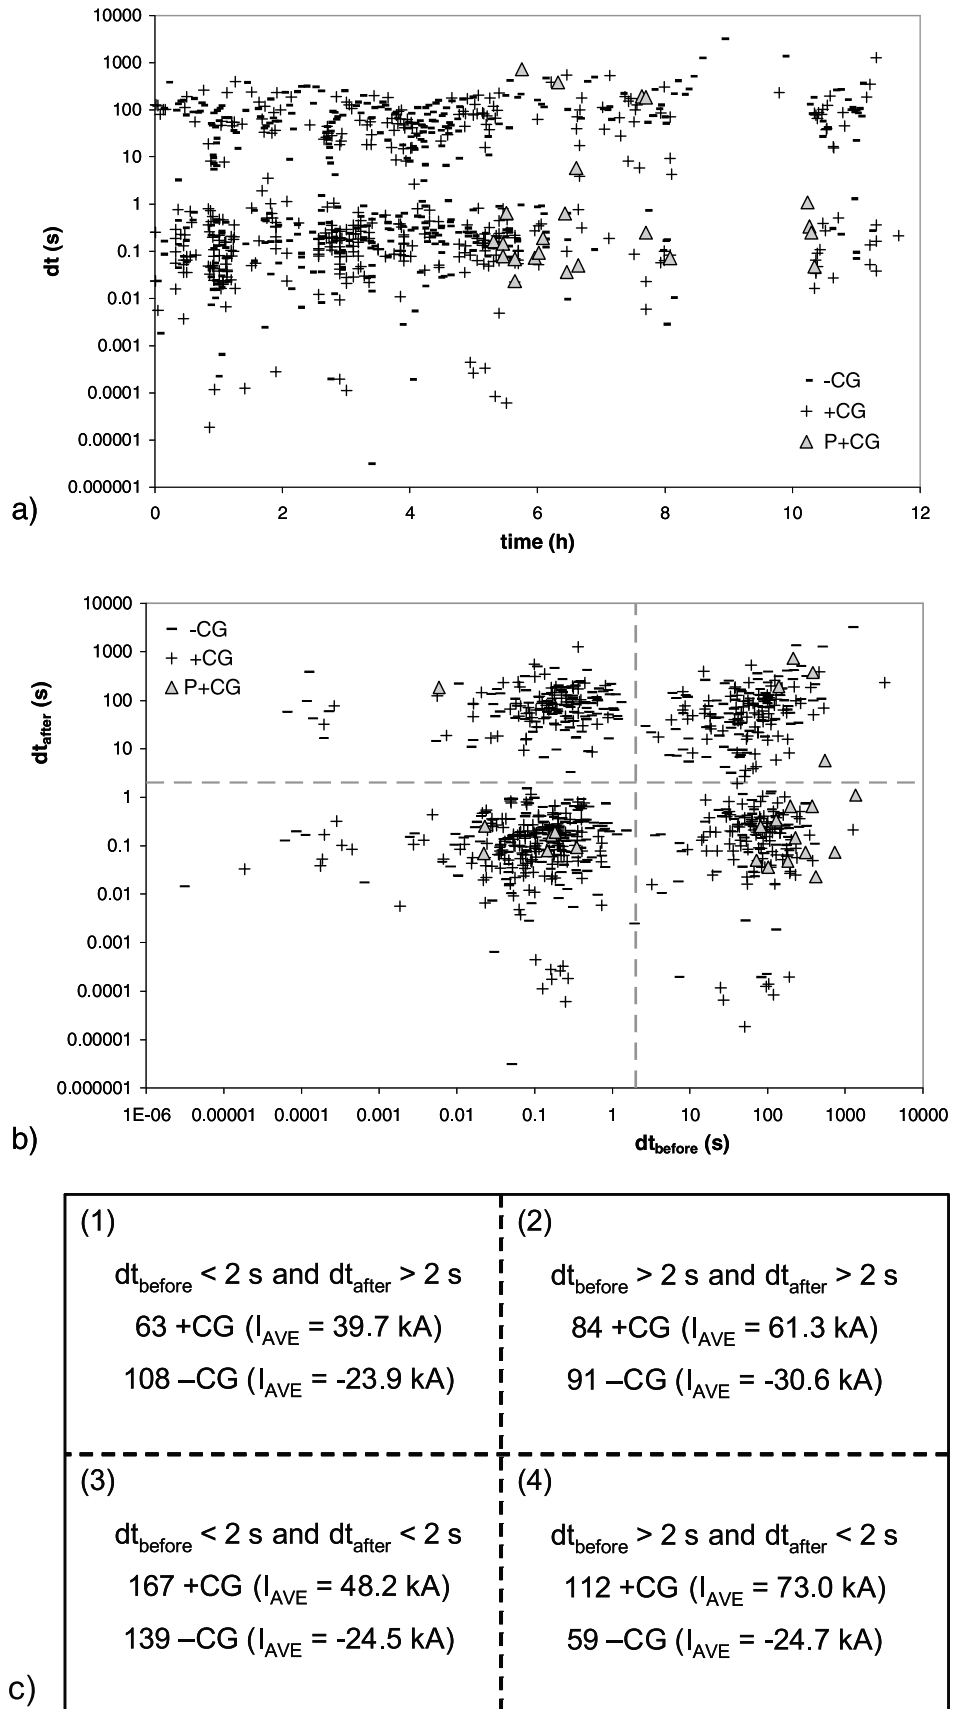 10000
1000
100
10
1
0.1
0.01
0.001
0.0001
0.00001
0.000001
dt (s)
-CG
+CG
P+CG
0 2 4 6 8 10 12
time (h)
a)
10000
1000
100
10
1
0.1
0.01
0.001
0.0001
0.00001
0.000001
dtafter (s)
-CG
+CG
P+CG
1E-06 0.00001 0.0001 0.001 0.01 0.1 1 10 100 1000 10000
dtbefore (s)
b)
(1)
dtbefore < 2 s and dtafter > 2 s
63 +CG (IAVE = 39.7 kA)
108 –CG (IAVE = -23.9 kA)
(2)
dtbefore > 2 s and dtafter > 2 s
84 +CG (IAVE = 61.3 kA)
91 –CG (IAVE = -30.6 kA)
(3)
dtbefore < 2 s and dtafter < 2 s
167 +CG (IAVE = 48.2 kA)
139 –CG (IAVE = -24.5 kA)
(4)
dtbefore > 2 s and dtafter < 2 s
112 +CG (IAVE = 73.0 kA)
59 –CG (IAVE = -24.7 kA)
c)